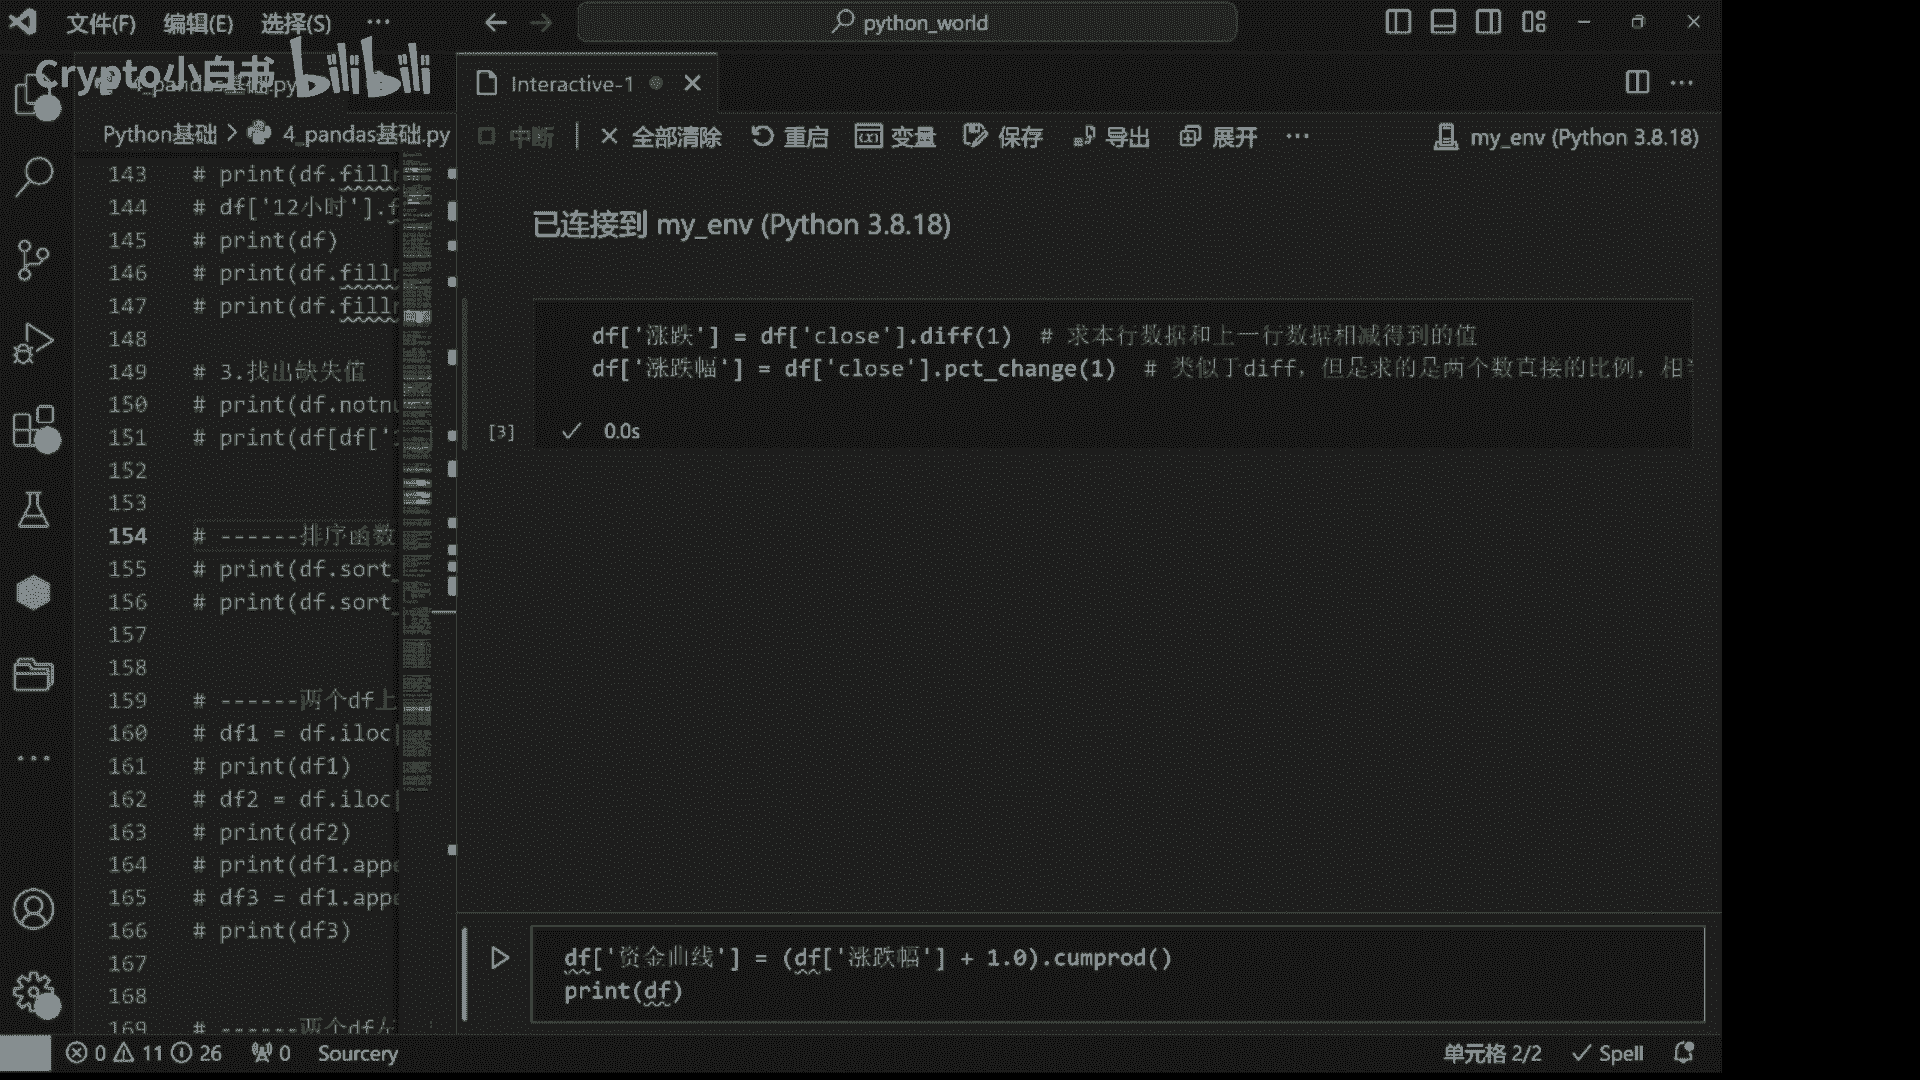 文件(F) 编辑(E) 选择(S) ··· python_world
Crypto小白书 bilibili
4_pandas基础.py
Interactive-1
Python基础 > 4_pandas基础.py
中断 全部清除 重启 变量 保存 导出 展开 ··· my_env (Python 3.8.18)
143 # print(df.filln
144 # df['12小时'].f
145 # print(df)
146 # print(df.filln
147 # print(df.filln
148
149 # 3.找出缺失值
150 # print(df.notnu
151 # print(df[df['1
152
153
154 # ------排序函数
155 # print(df.sort_
156 # print(df.sort_
157
158
159 # ------两个df上
160 # df1 = df.iloc[
161 # print(df1)
162 # df2 = df.iloc[
163 # print(df2)
164 # print(df1.appe
165 # df3 = df1.appe
166 # print(df3)
167
168
169 # ------两个df左
已连接到 my_env (Python 3.8.18)
df['涨跌'] = df['close'].diff(1)  # 求本行数据和上一行数据相减得到的值
df['涨跌幅'] = df['close'].pct_change(1)  # 类似于diff，但是求的是两个数直接的比例，相
[3] ✓ 0.0s
df['资金曲线'] = (df['涨跌幅'] + 1.0).cumprod()
print(df)
0 11 26 0 Sourcery
单元格 2/2 ✓ Spell